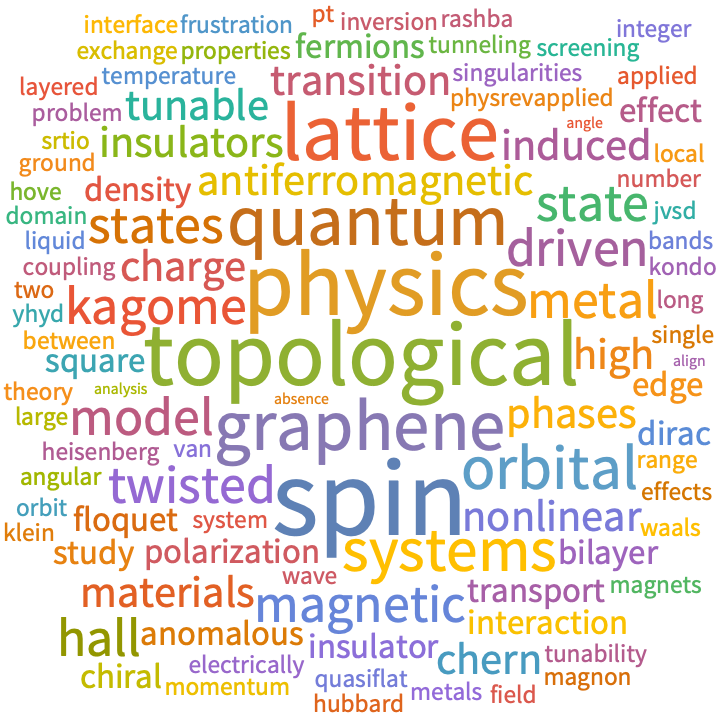 interface frustration pt inversion rashba integer
exchange properties fermions tunneling screening
layered temperature transition singularities applied
problem tunable physrevapplied effect
srtio insulators lattice angle induced local
ground antiferromagnetic number
hove density state jvsd
domain states quantum driven bands
liquid kondo
coupling charge physics
two kagome metal long
yhyd
between square topological high single
align
theory analysis absence edge
large model graphene phases dirac
heisenberg van orbital range
angular twisted spin effects
orbit floquet system nonlinear waals
klein
study polarization systems bilayer
wave magnets
materials magnetic transport
hall anomalous interaction
insulator chern tunability
chiral electrically quasiflat magnon
momentum hubbard metals field